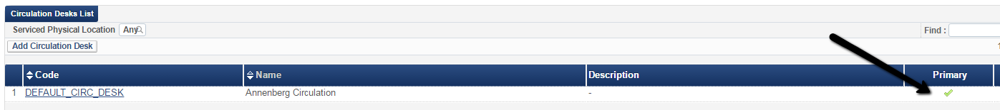 Circulation Desks List
Serviced Physical Location Any
Find :
Add Circulation Desk
Code Name Description Primary
1 DEFAULT_CIRC_DESK Annenberg Circulation -